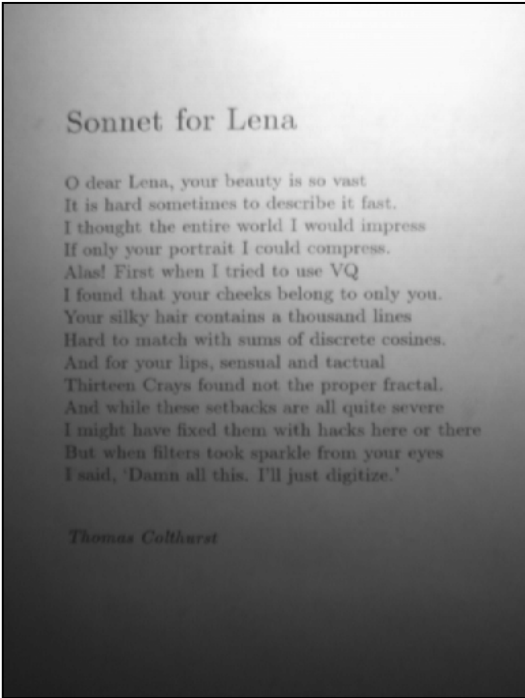 Sonnet for Lena
O dear Lena, your beauty is so vast
It is hard sometimes to describe it fast.
I thought the entire world I would impress
If only your portrait I could compress.
Alas! First when I tried to use VQ
I found that your cheeks belong to only you.
Your silky hair contains a thousand lines
Hard to match with sums of discrete cosines.
And for your lips, sensual and tactual
Thirteen Crays found not the proper fractal.
And while these setbacks are all quite severe
I might have fixed them with hacks here or there
But when filters took sparkle from your eyes
I said, 'Damn all this. I'll just digitize.'
Thomas Colthurst